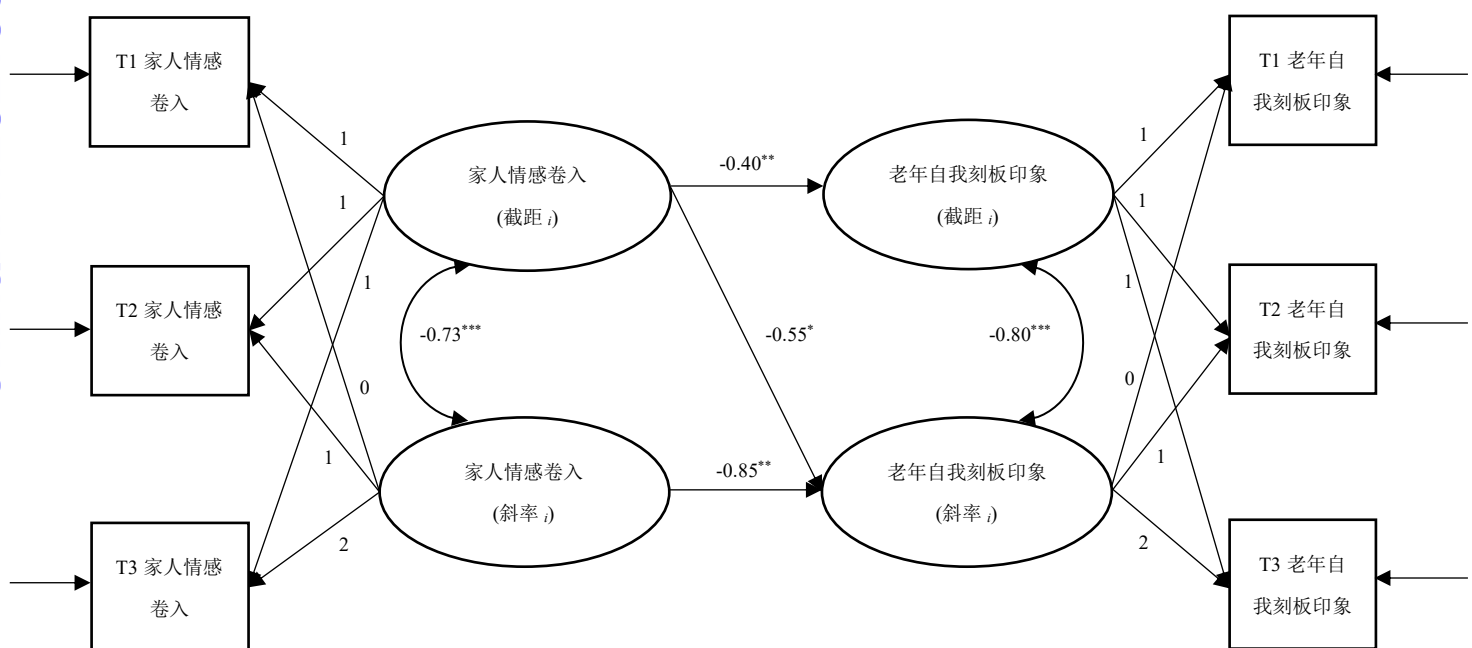 T1 家人情感
卷入
T1 老年自
我刻板印象
1
1
家人情感卷入
(截距 i)
-0.40**
老年自我刻板印象
(截距 i)
1
1
T2 家人情感
卷入
1
-0.73***
-0.55*
-0.80***
1
T2 老年自
我刻板印象
0
0
1
家人情感卷入
(斜率 i)
-0.85**
老年自我刻板印象
(斜率 i)
1
2
2
T3 家人情感
卷入
T3 老年自
我刻板印象